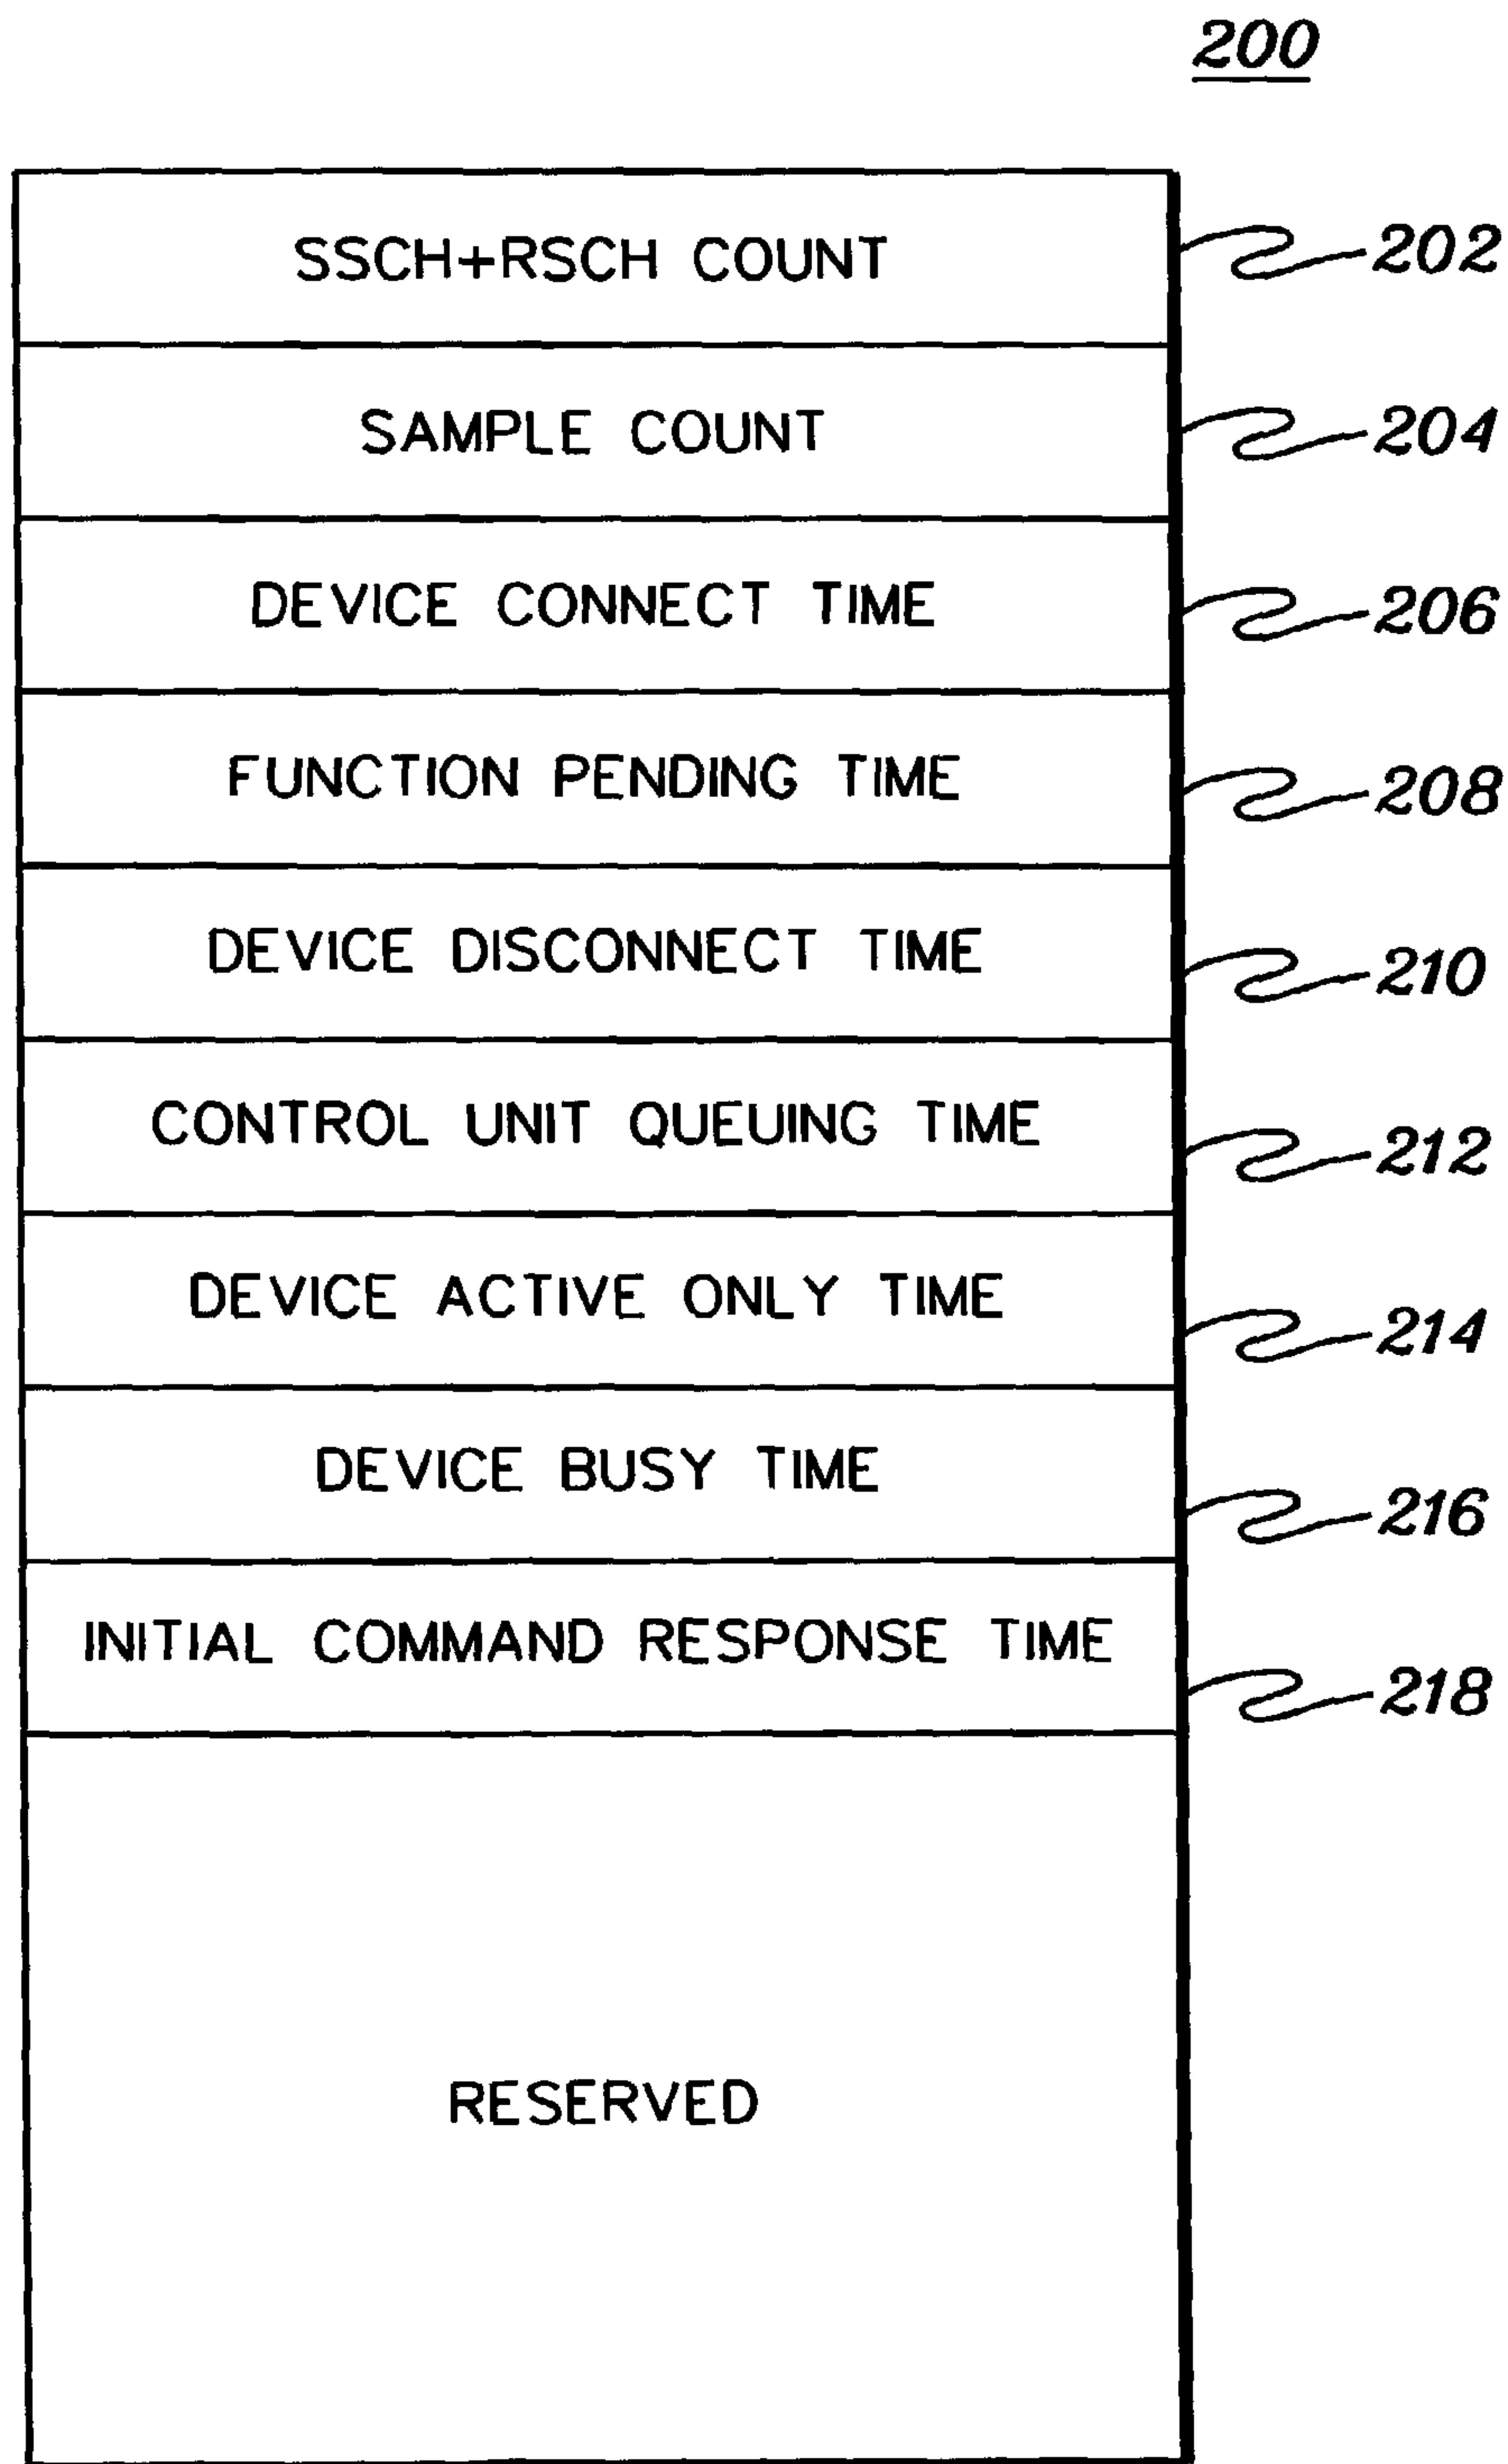 200
SSCH+RSCH COUNT 202
SAMPLE COUNT 204
DEVICE CONNECT TIME 206
FUNCTION PENDING TIME 208
DEVICE DISCONNECT TIME 210
CONTROL UNIT QUEUING TIME 212
DEVICE ACTIVE ONLY TIME 214
DEVICE BUSY TIME 216
INITIAL COMMAND RESPONSE TIME 218
RESERVED